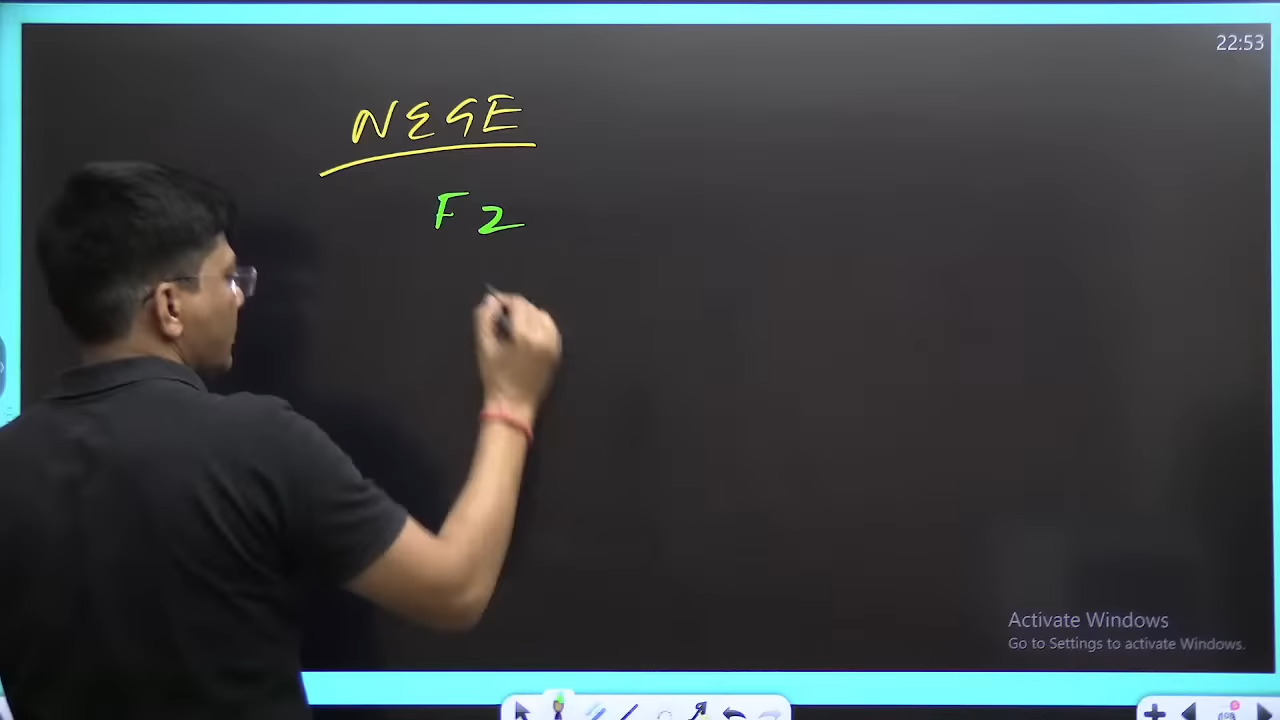 22:53
NEGE
F2
Activate Windows
Go to Settings to activate Windows.